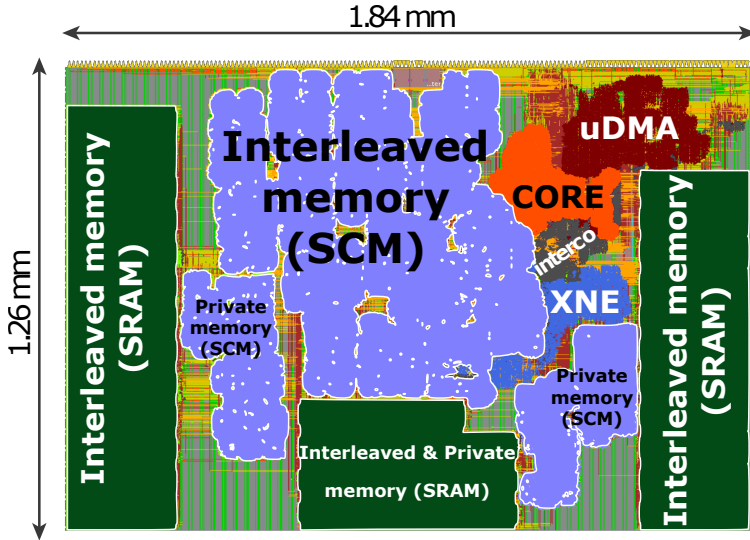 1.84 mm
1.26 mm
Interleaved memory
(SRAM)
Interleaved
memory
(SCM)
uDMA
CORE
interco
XNE
Private
memory
(SCM)
Private
memory
(SCM)
Interleaved & Private
memory (SRAM)
Interleaved memory
(SRAM)